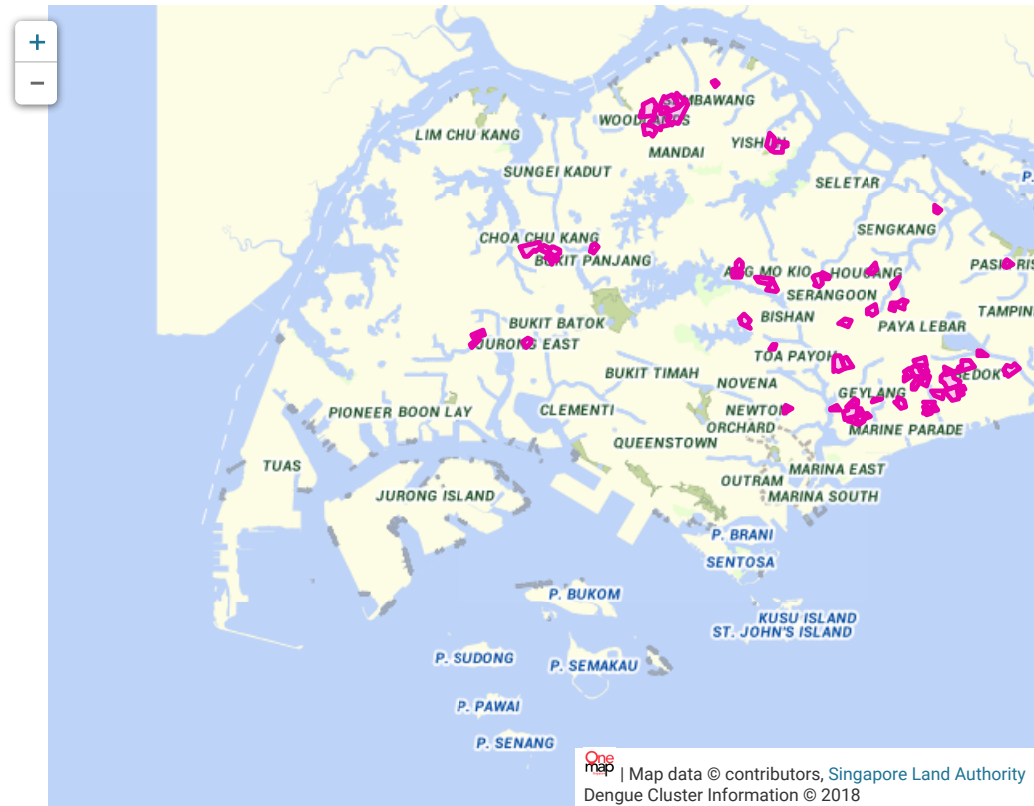 +
−
SEMBAWANG
WOODLANDS
LIM CHU KANG
YISHUN
MANDAI
SUNGEI KADUT
P.
SELETAR
SENGKANG
CHOA CHU KANG
BUKIT PANJANG
PASIR RIS
ANG MO KIO
HOUGANG
SERANGOON
TAMPIN
BISHAN
BUKIT BATOK
PAYA LEBAR
JURONG EAST
TOA PAYOH
BUKIT TIMAH
BEDOK
NOVENA
GEYLANG
PIONEER
BOON LAY
CLEMENTI
NEWTON
ORCHARD
MARINE PARADE
QUEENSTOWN
TUAS
MARINA EAST
OUTRAM
JURONG ISLAND
MARINA SOUTH
P. BRANI
SENTOSA
P. BUKOM
KUSU ISLAND
ST. JOHN'S ISLAND
P. SUDONG
P. SEMAKAU
P. PAWAI
P. SENANG
One
map
| Map data © contributors, Singapore Land Authority
Dengue Cluster Information © 2018